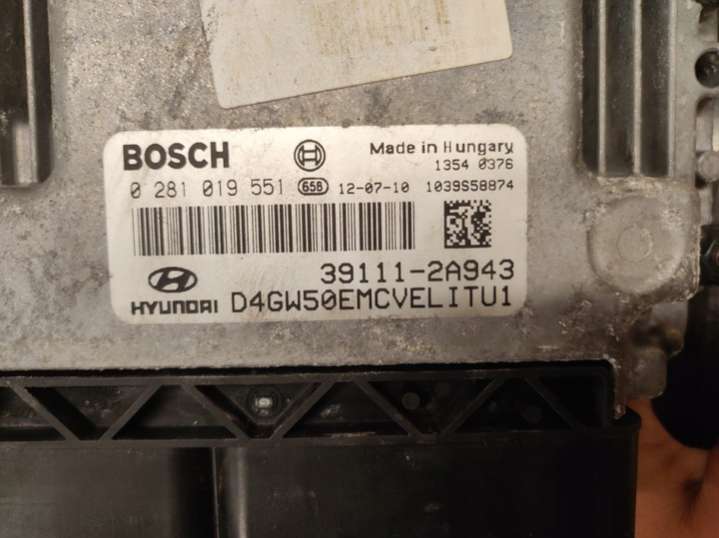 BOSCH
Made in Hungary
1354 0376
0 281 019 551 658 12-07-10 1039S58874
39111-2A943
HYUNDAI D4GW50EMCVELITU1